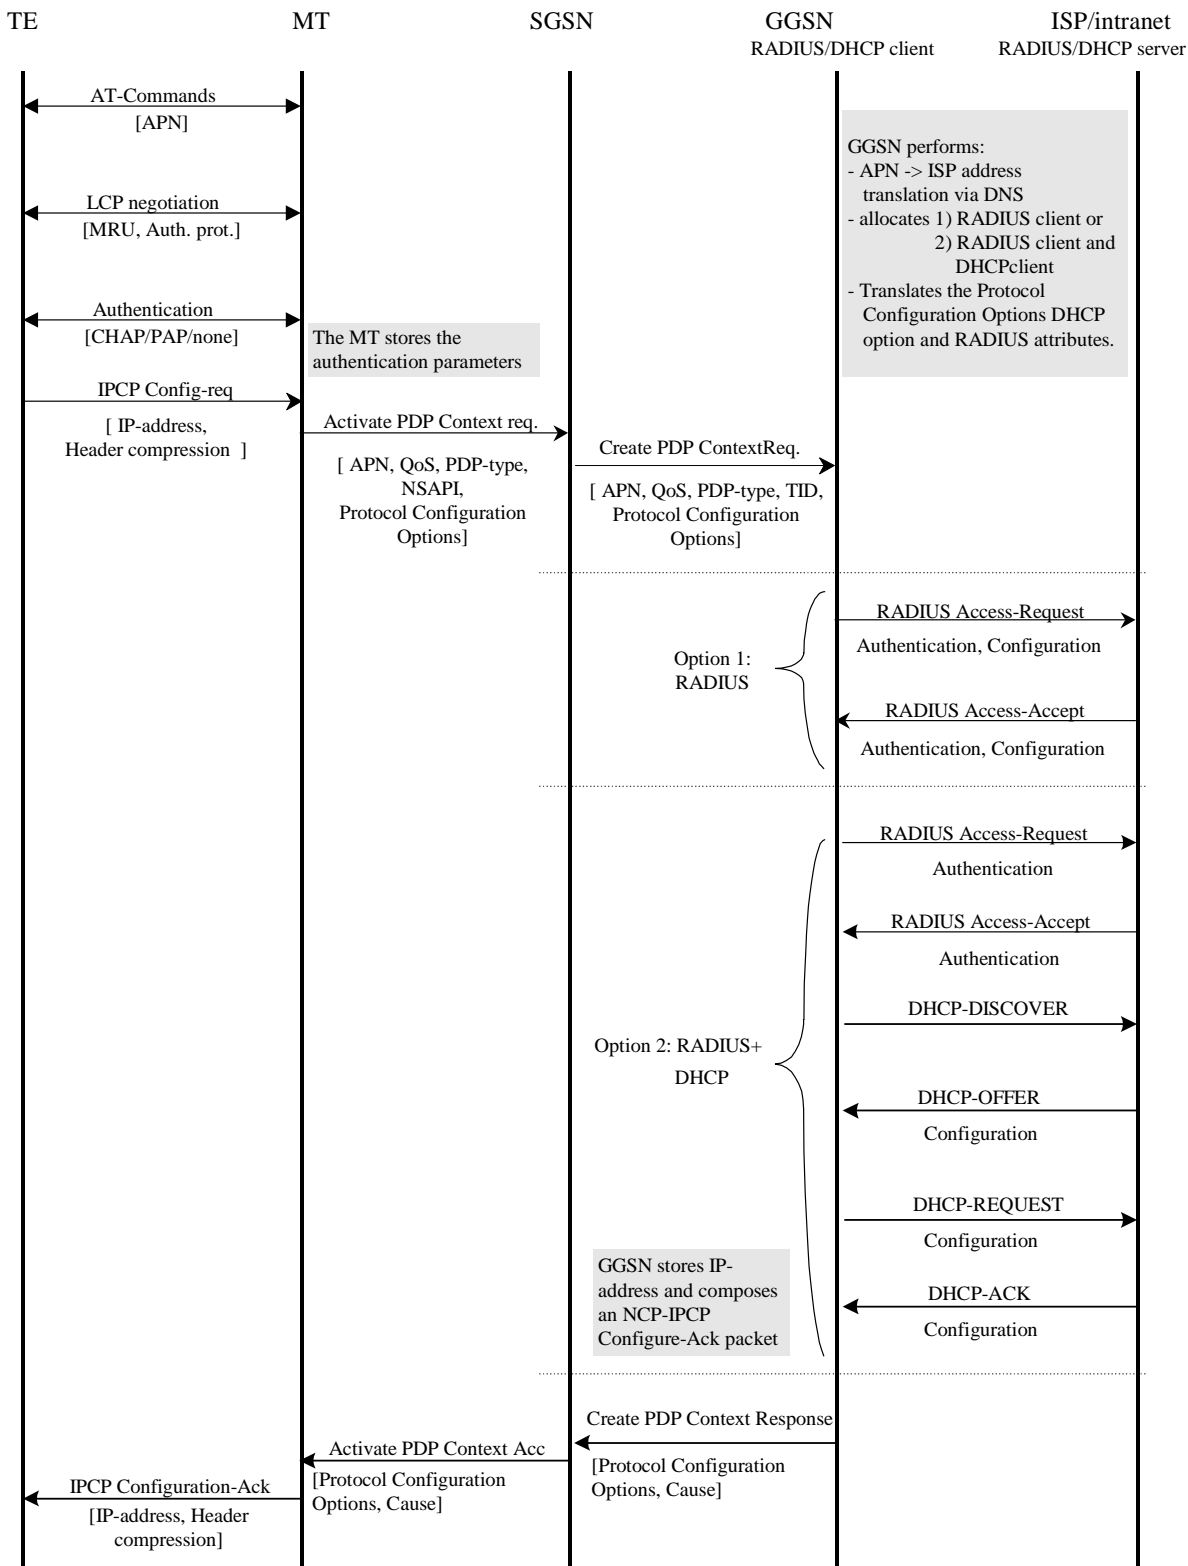 TE
MT
SGSN
GGSN
ISP/intranet
RADIUS/DHCP client
RADIUS/DHCP server
AT-Commands
[APN]
GGSN performs:
- APN -> ISP address
translation via DNS
- allocates 1) RADIUS client or
2) RADIUS client and
DHCPclient
- Translates the Protocol
Configuration Options DHCP
option and RADIUS attributes.
LCP negotiation
[MRU, Auth. prot.]
Authentication
[CHAP/PAP/none]
The MT stores the
authentication parameters
IPCP Config-req
[ IP-address,
Header compression ]
Activate PDP Context req.
[ APN, QoS, PDP-type,
NSAPI,
Protocol Configuration
Options]
Create PDP ContextReq.
[ APN, QoS, PDP-type, TID,
Protocol Configuration
Options]
Option 1:
RADIUS
RADIUS Access-Request
Authentication, Configuration
RADIUS Access-Accept
Authentication, Configuration
RADIUS Access-Request
Authentication
RADIUS Access-Accept
Authentication
DHCP-DISCOVER
Option 2: RADIUS+
DHCP
DHCP-OFFER
Configuration
DHCP-REQUEST
Configuration
GGSN stores IP-
address and composes
an NCP-IPCP
Configure-Ack packet
DHCP-ACK
Configuration
Create PDP Context Response
[Protocol Configuration
Options, Cause]
Activate PDP Context Acc
[Protocol Configuration
Options, Cause]
IPCP Configuration-Ack
[IP-address, Header
compression]